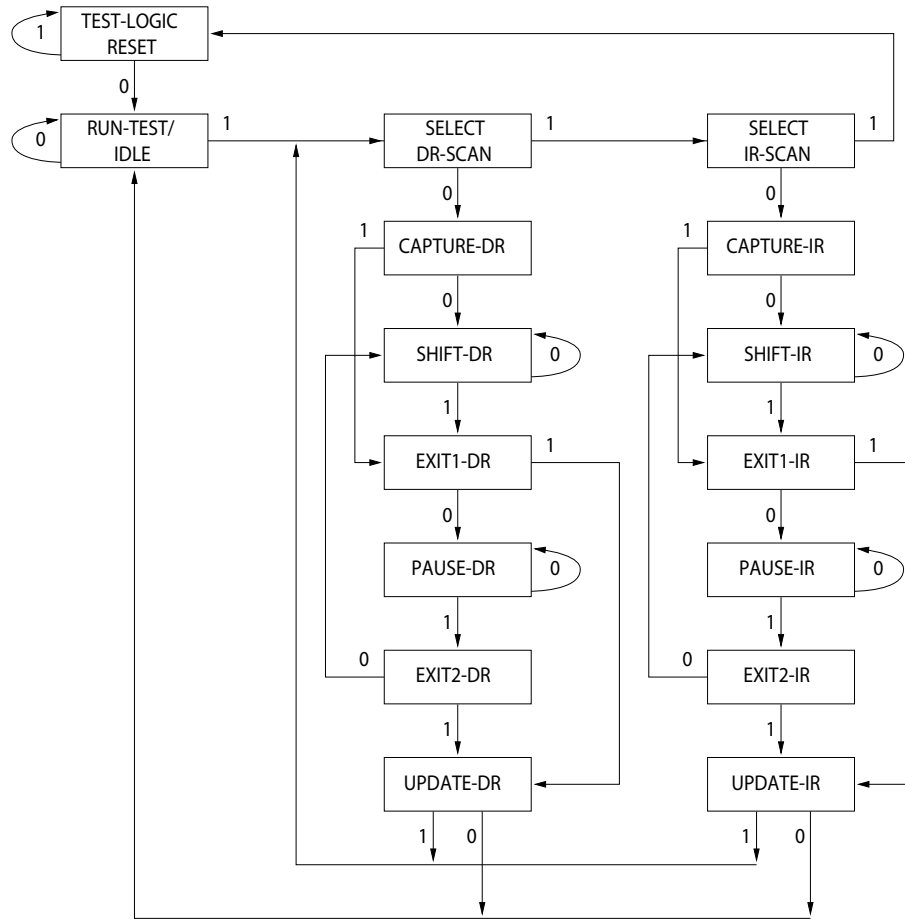 TEST-LOGIC
RESET
1
0
RUN-TEST/
IDLE
0
1
SELECT
DR-SCAN
1
SELECT
IR-SCAN
1
0
0
1
CAPTURE-DR
1
CAPTURE-IR
0
0
SHIFT-DR
0
SHIFT-IR
0
1
1
EXIT1-DR
1
EXIT1-IR
1
0
0
PAUSE-DR
0
PAUSE-IR
0
1
1
0
EXIT2-DR
0
EXIT2-IR
1
1
UPDATE-DR
UPDATE-IR
1
0
1
0